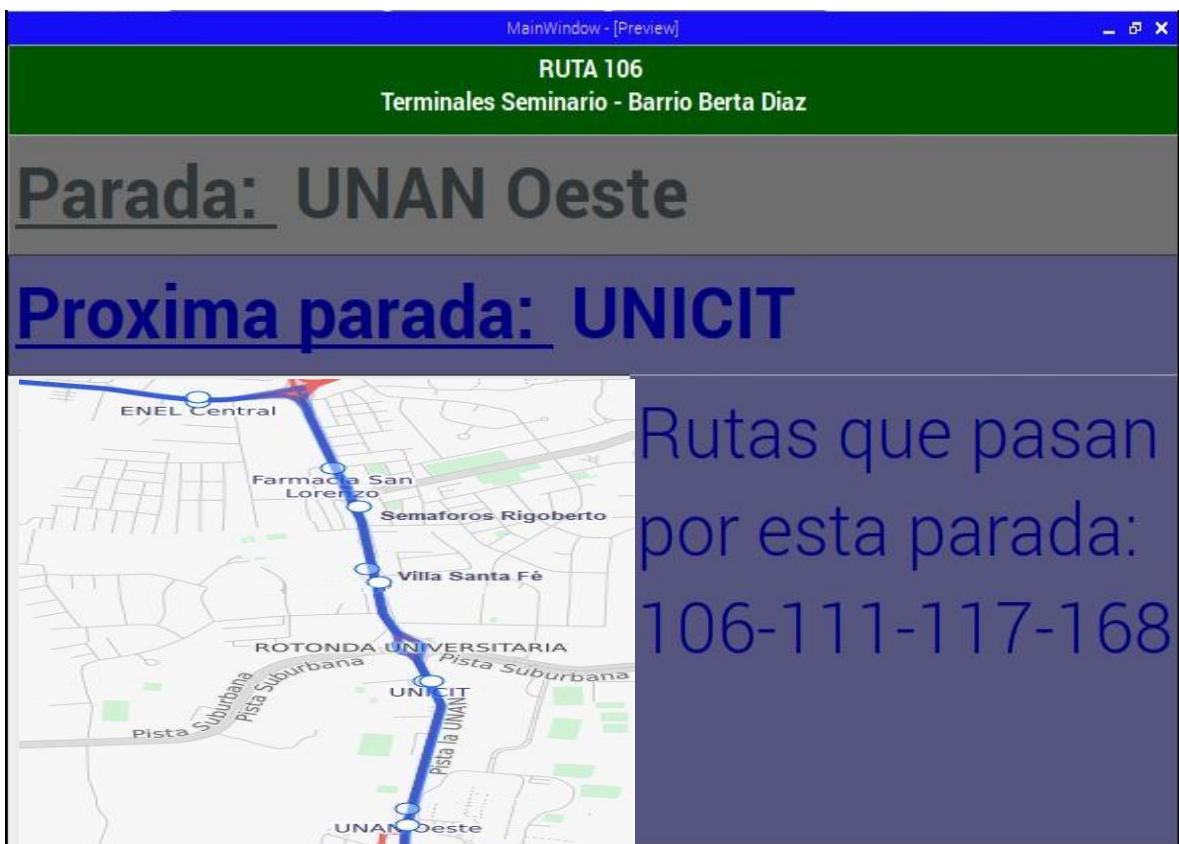 MainWindow - [Preview]
RUTA 106
Terminales Seminario - Barrio Berta Diaz
Parada: UNAN Oeste
Proxima parada: UNICIT
ENEL Central
Farmacia San
Lorenzo
Semaforos Rigoberto
Villa Santa Fé
ROTONDA UNIVERSITARIA
Pista Suburbana
Pista Suburbana
Pista Suburbana
UNICIT
Pista la UNAN
UNAN Oeste
Rutas que pasan
por esta parada:
106-111-117-168